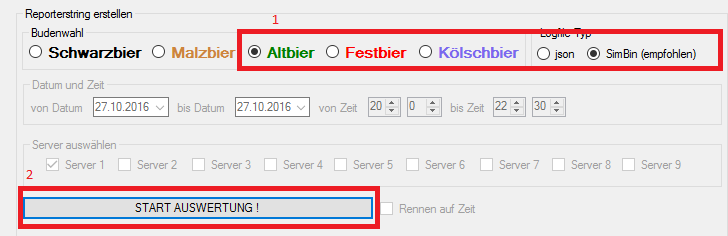 Reporterstring erstellen
1
Budenwahl
Logfile Typ
Schwarzbier Malzbier Altbier Festbier Kölschbier json SimBin (empfohlen)
Datum und Zeit
von Datum 27.10.2016 bis Datum 27.10.2016 von Zeit 20 0 bis Zeit 22 30
Server auswählen
Server 1 Server 2 Server 3 Server 4 Server 5 Server 6 Server 7 Server 8 Server 9
2
START AUSWERTUNG ! Rennen auf Zeit